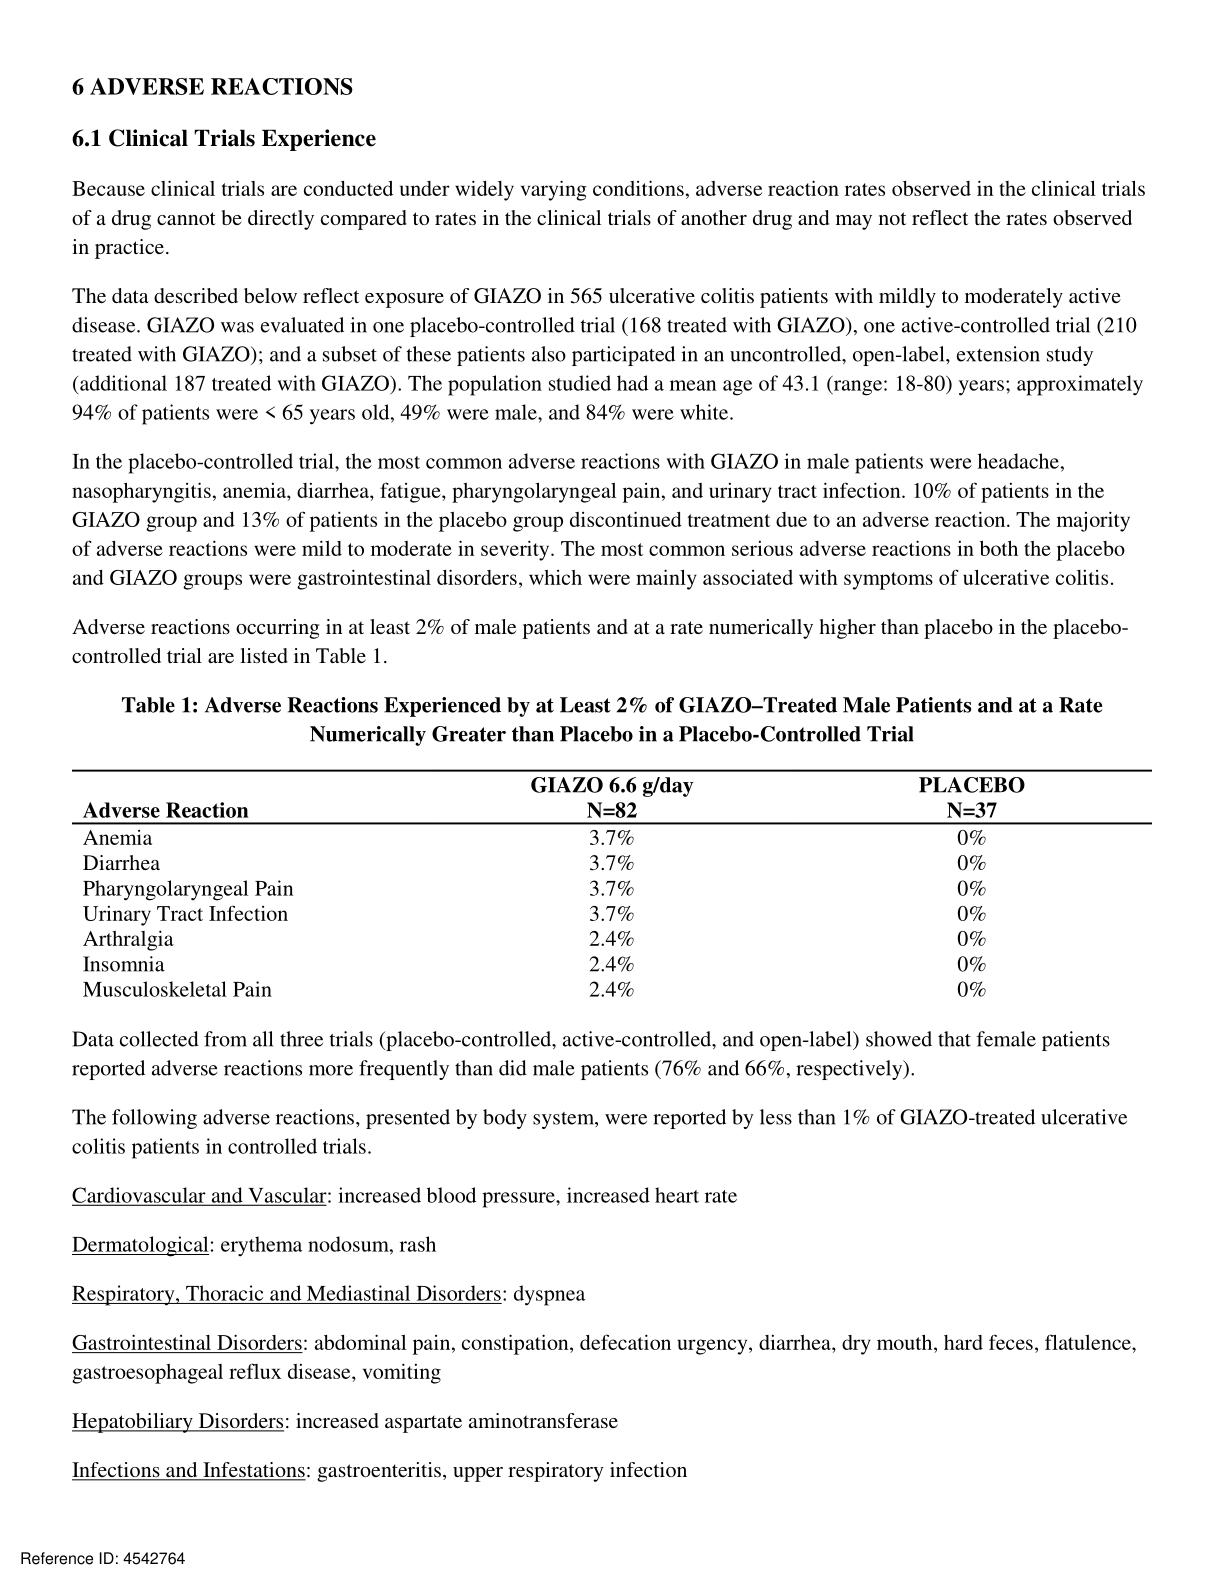 6 ADVERSE REACTIONS
6.1 Clinical Trials Experience
Because clinical trials are conducted under widely varying conditions, adverse reaction rates observed in the clinical trials
of a drug cannot be directly compared to rates in the clinical trials of another drug and may not reflect the rates observed
in practice.
The data described below reflect exposure of GIAZO in 565 ulcerative colitis patients with mildly to moderately active
disease. GIAZO was evaluated in one placebo-controlled trial (168 treated with GIAZO), one active-controlled trial (210
treated with GIAZO); and a subset of these patients also participated in an uncontrolled, open-label, extension study
(additional 187 treated with GIAZO). The population studied had a mean age of 43.1 (range: 18-80) years; approximately
94% of patients were < 65 years old, 49% were male, and 84% were white.
In the placebo-controlled trial, the most common adverse reactions with GIAZO in male patients were headache,
nasopharyngitis, anemia, diarrhea, fatigue, pharyngolaryngeal pain, and urinary tract infection. 10% of patients in the
GIAZO group and 13% of patients in the placebo group discontinued treatment due to an adverse reaction. The majority
of adverse reactions were mild to moderate in severity. The most common serious adverse reactions in both the placebo
and GIAZO groups were gastrointestinal disorders, which were mainly associated with symptoms of ulcerative colitis.
Adverse reactions occurring in at least 2% of male patients and at a rate numerically higher than placebo in the placebo-
controlled trial are listed in Table 1.
Table 1: Adverse Reactions Experienced by at Least 2% of GIAZO–Treated Male Patients and at a Rate
Numerically Greater than Placebo in a Placebo-Controlled Trial
GIAZO 6.6 g/day PLACEBO
Adverse Reaction N=82 N=37
Anemia 3.7% 0%
Diarrhea 3.7% 0%
Pharyngolaryngeal Pain 3.7% 0%
Urinary Tract Infection 3.7% 0%
Arthralgia 2.4% 0%
Insomnia 2.4% 0%
Musculoskeletal Pain 2.4% 0%
Data collected from all three trials (placebo-controlled, active-controlled, and open-label) showed that female patients
reported adverse reactions more frequently than did male patients (76% and 66%, respectively).
The following adverse reactions, presented by body system, were reported by less than 1% of GIAZO-treated ulcerative
colitis patients in controlled trials.
Cardiovascular and Vascular: increased blood pressure, increased heart rate
Dermatological: erythema nodosum, rash
Respiratory, Thoracic and Mediastinal Disorders: dyspnea
Gastrointestinal Disorders: abdominal pain, constipation, defecation urgency, diarrhea, dry mouth, hard feces, flatulence,
gastroesophageal reflux disease, vomiting
Hepatobiliary Disorders: increased aspartate aminotransferase
Infections and Infestations: gastroenteritis, upper respiratory infection
Reference ID: 4542764